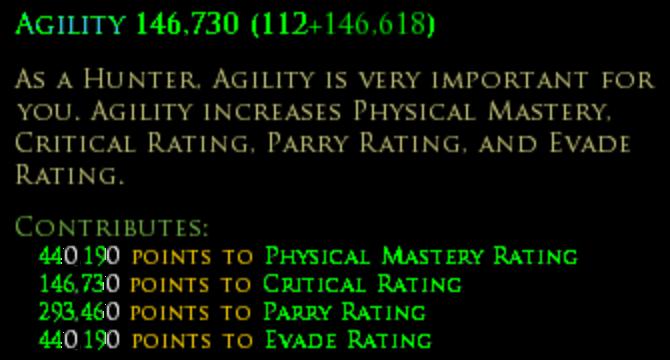 Agility 146,730 (112+146,618)
As a Hunter, Agility is very important for
you. Agility increases Physical Mastery,
Critical Rating, Parry Rating, and Evade
Rating.
Contributes:
440 190 points to Physical Mastery Rating
146,730 points to Critical Rating
293,460 points to Parry Rating
440 190 points to Evade Rating